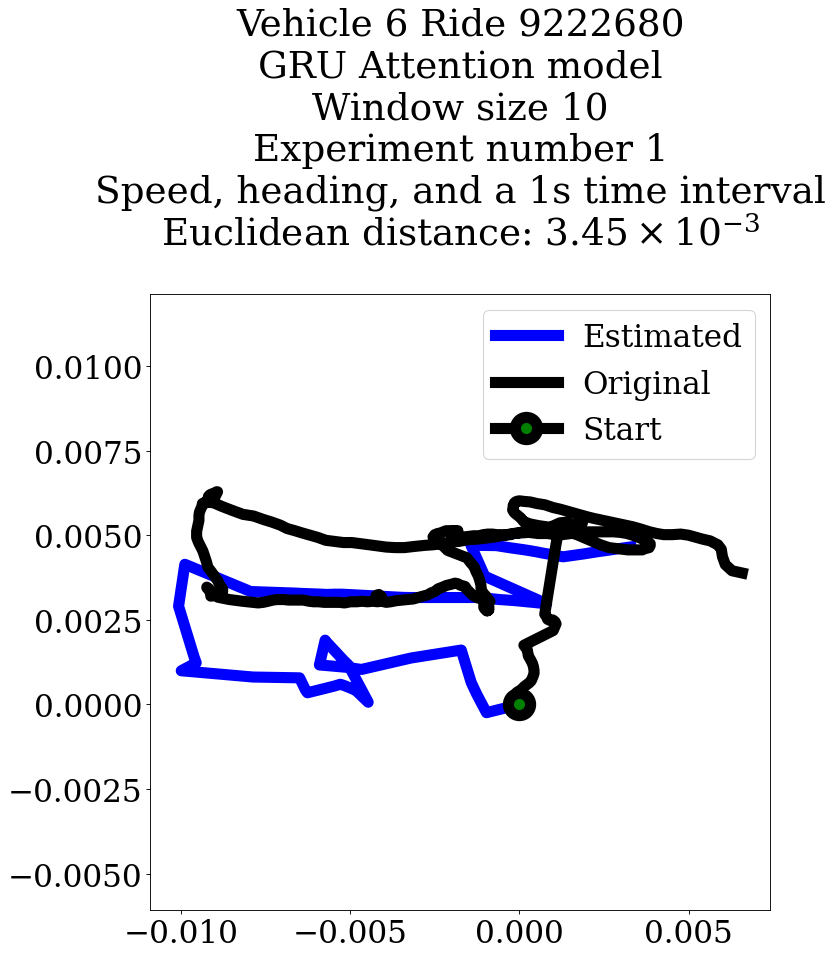 Vehicle 6 Ride 9222680
GRU Attention model
Window size 10
Experiment number 1
Speed, heading, and a 1s time interval
Euclidean distance: 3.45 × 10⁻³
Estimated
Original
Start
0.0100
0.0075
0.0050
0.0025
0.0000
−0.0025
−0.0050
−0.010 −0.005 0.000 0.005